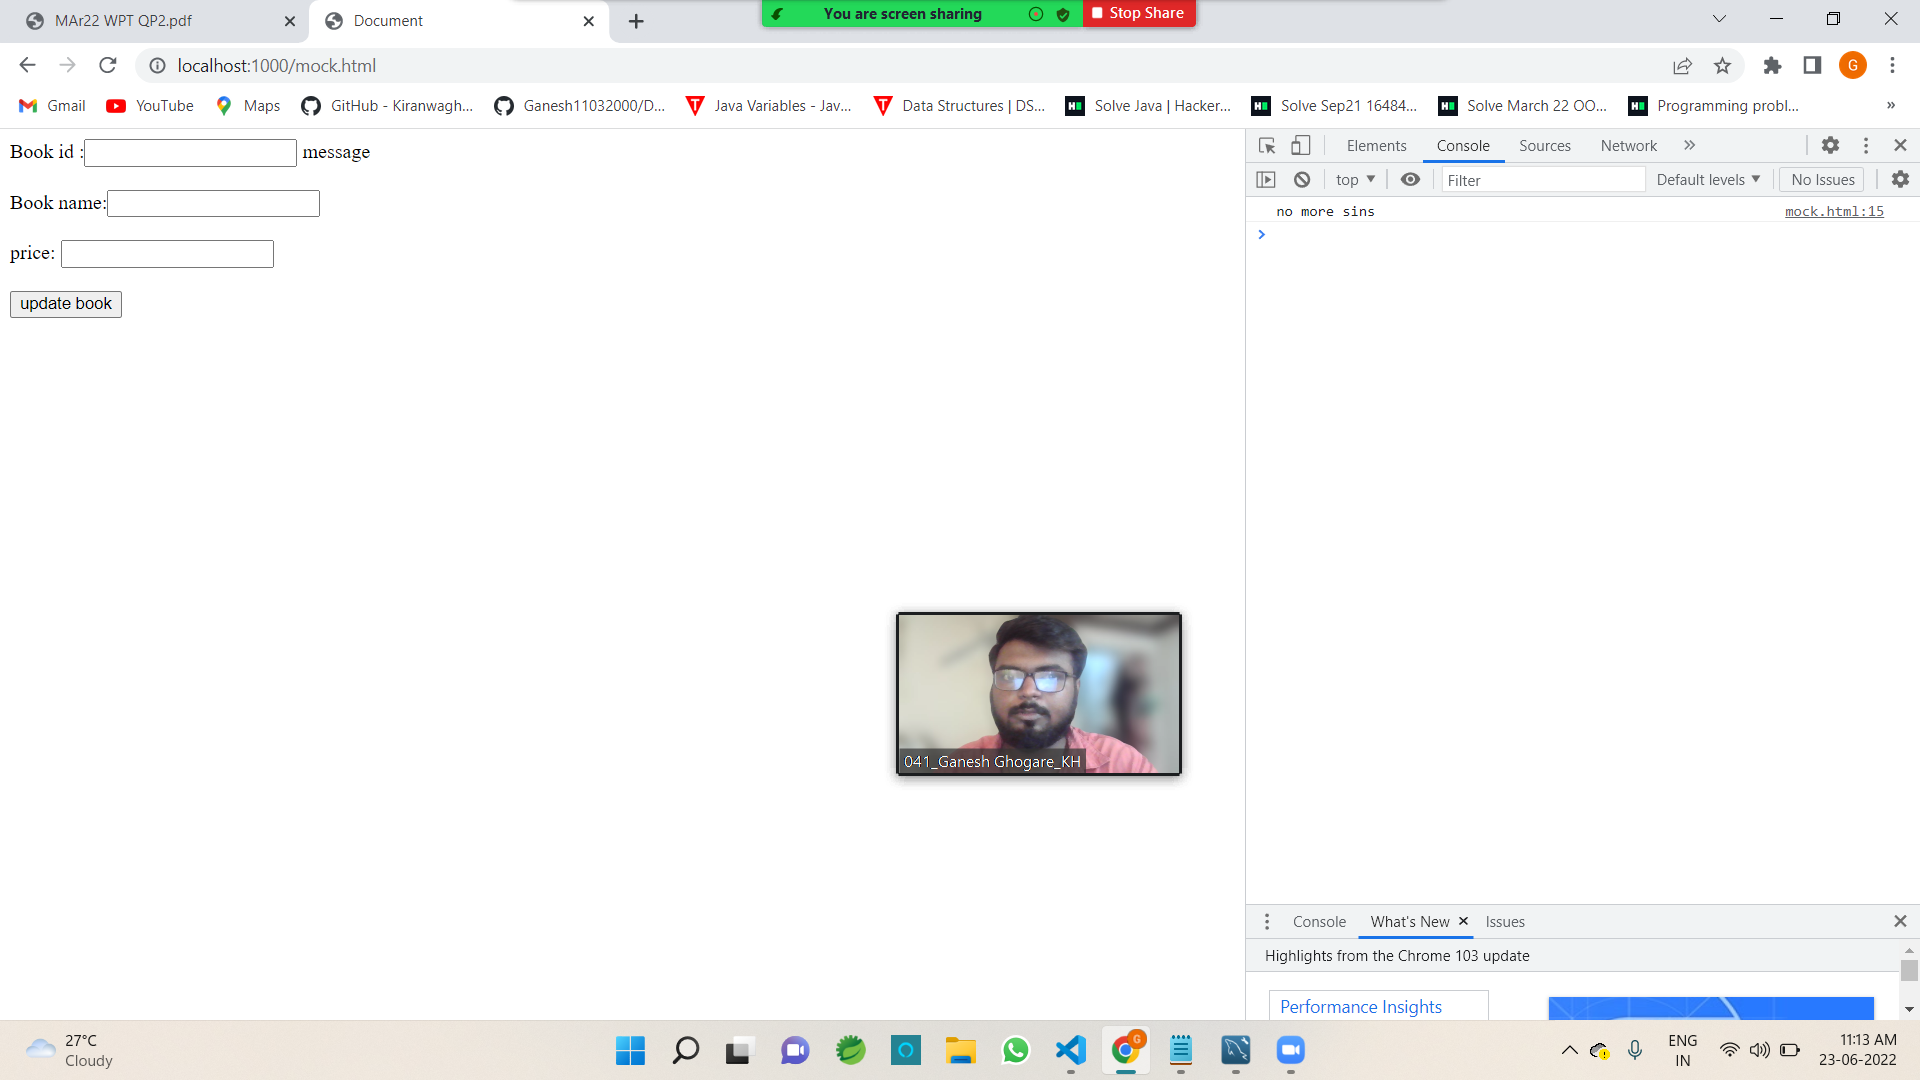 MAr22 WPT QP2.pdf
Document
You are screen sharing
Stop Share
localhost:1000/mock.html
G
Gmail
YouTube
Maps
GitHub - Kiranwagh...
Ganesh11032000/D...
Java Variables - Jav...
Data Structures | DS...
Solve Java | Hacker...
Solve Sep21 16484...
Solve March 22 OO...
Programming probl...
»
Book id : message
Book name:
price:
update book
Elements
Console
Sources
Network
»
top
Filter
Default levels
No Issues
no more sins
mock.html:15
041_Ganesh Ghogare_KH
Console
What's New
Issues
Highlights from the Chrome 103 update
Performance Insights
27°C
Cloudy
G
ENG
IN
11:13 AM
23-06-2022